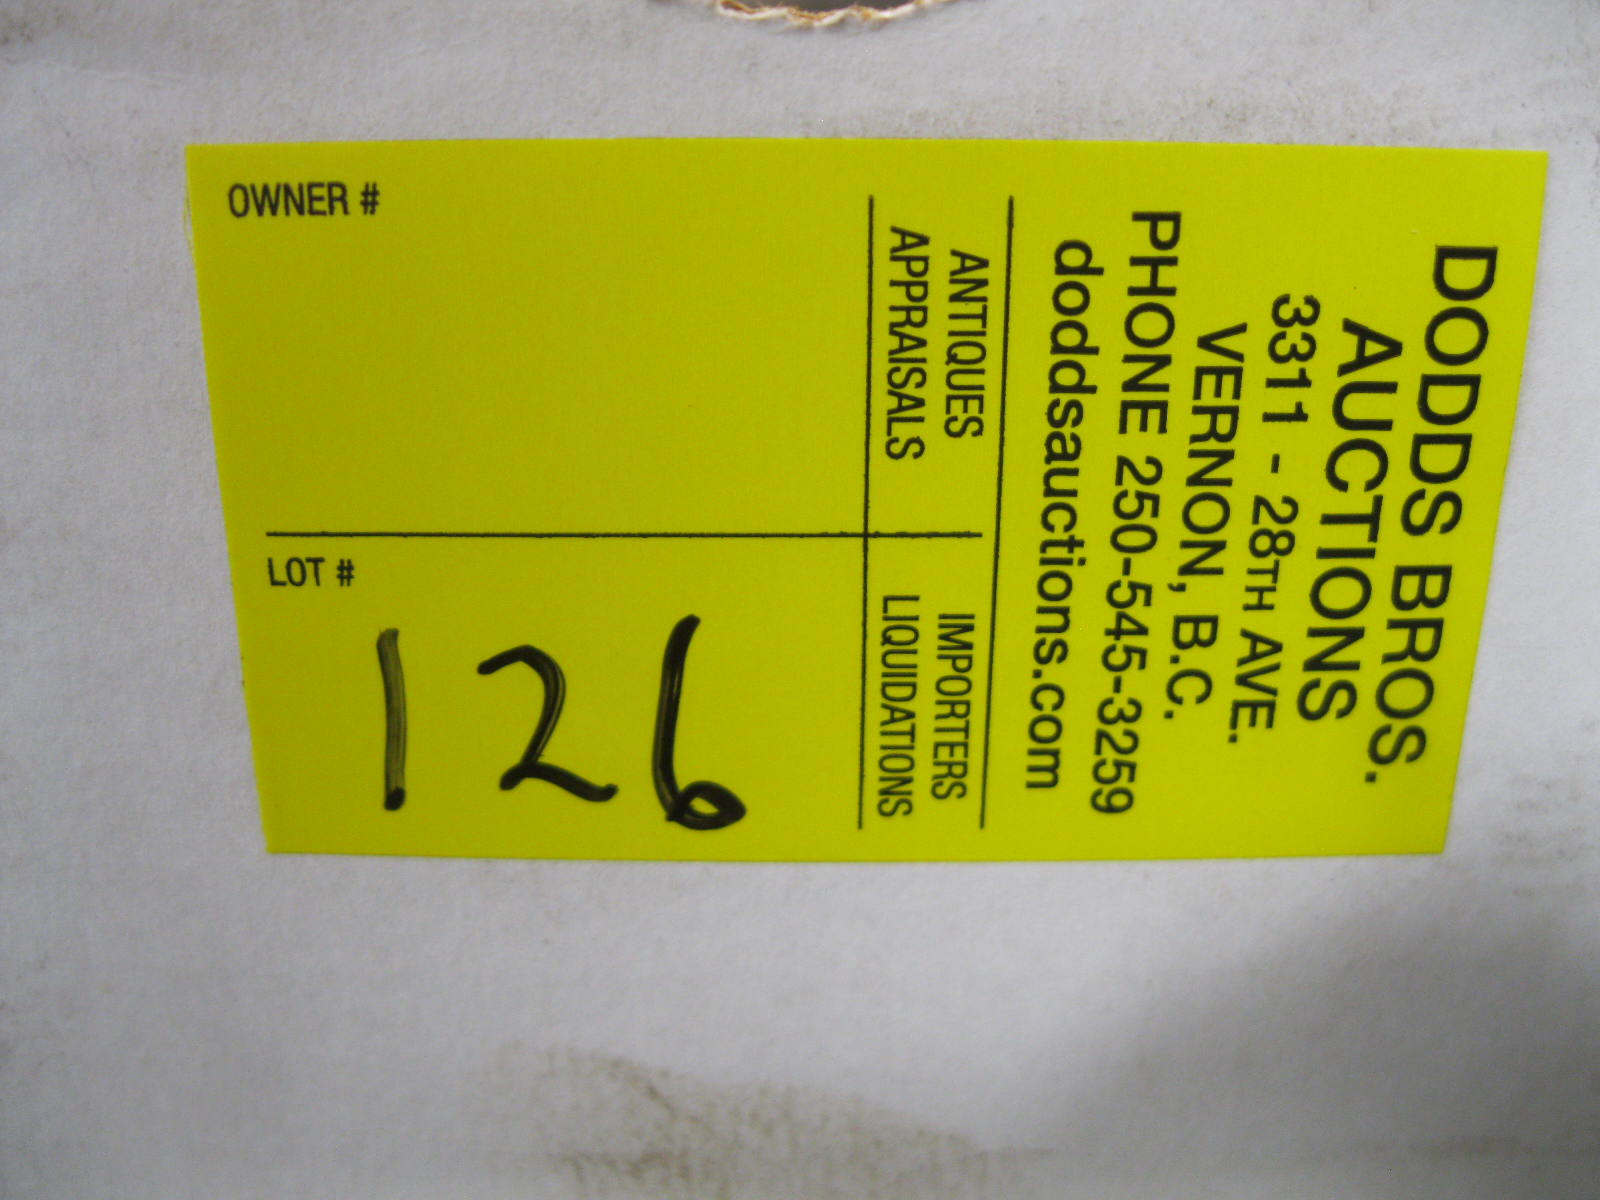 DODDS BROS.
AUCTIONS
3311 - 28TH AVE.
VERNON, B.C.
PHONE 250-545-3259
doddsauctions.com
ANTIQUES
APPRAISALS
IMPORTERS
LIQUIDATIONS
OWNER #
LOT #
126